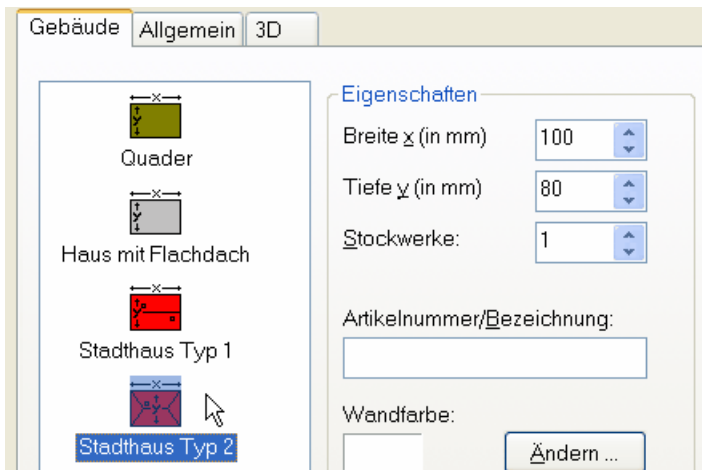 Gebäude Allgemein 3D
x
y
Quader
x
y
Haus mit Flachdach
x
y
Stadthaus Typ 1
x
y
Stadthaus Typ 2
Eigenschaften
Breite x (in mm) 100
Tiefe y (in mm) 80
Stockwerke: 1
Artikelnummer/Bezeichnung:
Wandfarbe:
Ändern ...